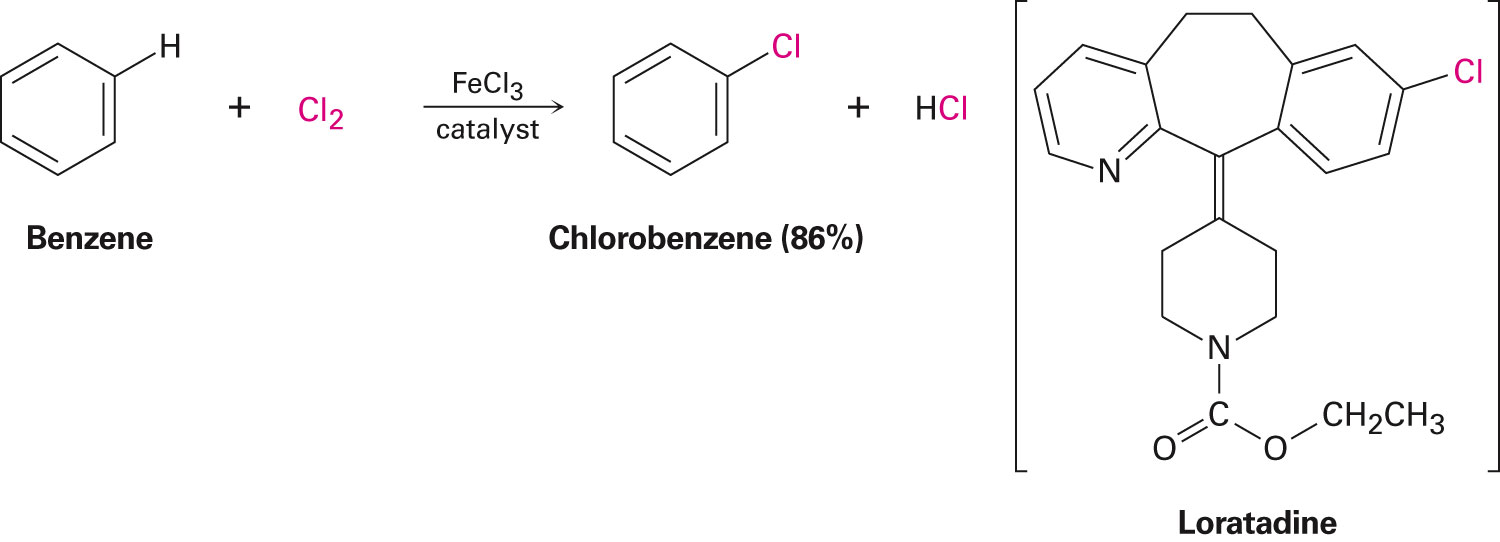 H
+
Cl2
FeCl3
catalyst
Cl
+
HCl
Benzene
Chlorobenzene (86%)
Cl
N
N
C
O
O
CH2CH3
Loratadine